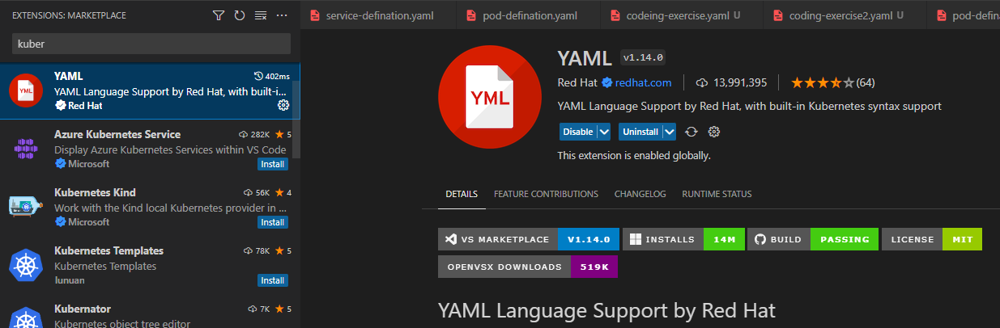 EXTENSIONS: MARKETPLACE
kuber
YAML
402ms
YAML Language Support by Red Hat, with built-i...
Red Hat
Azure Kubernetes Service
282K
5
Display Azure Kubernetes Services within VS Code
Microsoft
Install
Kubernetes Kind
56K
4
Work with the Kind local Kubernetes provider in ...
Microsoft
Install
Kubernetes Templates
78K
5
Kubernetes Templates
lunuan
Install
Kubernator
7K
5
Kubernetes object tree editor
service-defination.yaml
pod-defination.yaml
codeing-exercise.yaml U
coding-exercise2.yaml U
pod-defina
YML
YML
YAML v1.14.0
Red Hat redhat.com 13,991,395 (64)
YAML Language Support by Red Hat, with built-in Kubernetes syntax support
Disable Uninstall
This extension is enabled globally.
DETAILS FEATURE CONTRIBUTIONS CHANGELOG RUNTIME STATUS
VS MARKETPLACE V1.14.0 INSTALLS 14M BUILD PASSING LICENSE MIT
OPENVSX DOWNLOADS 519K
YAML Language Support by Red Hat